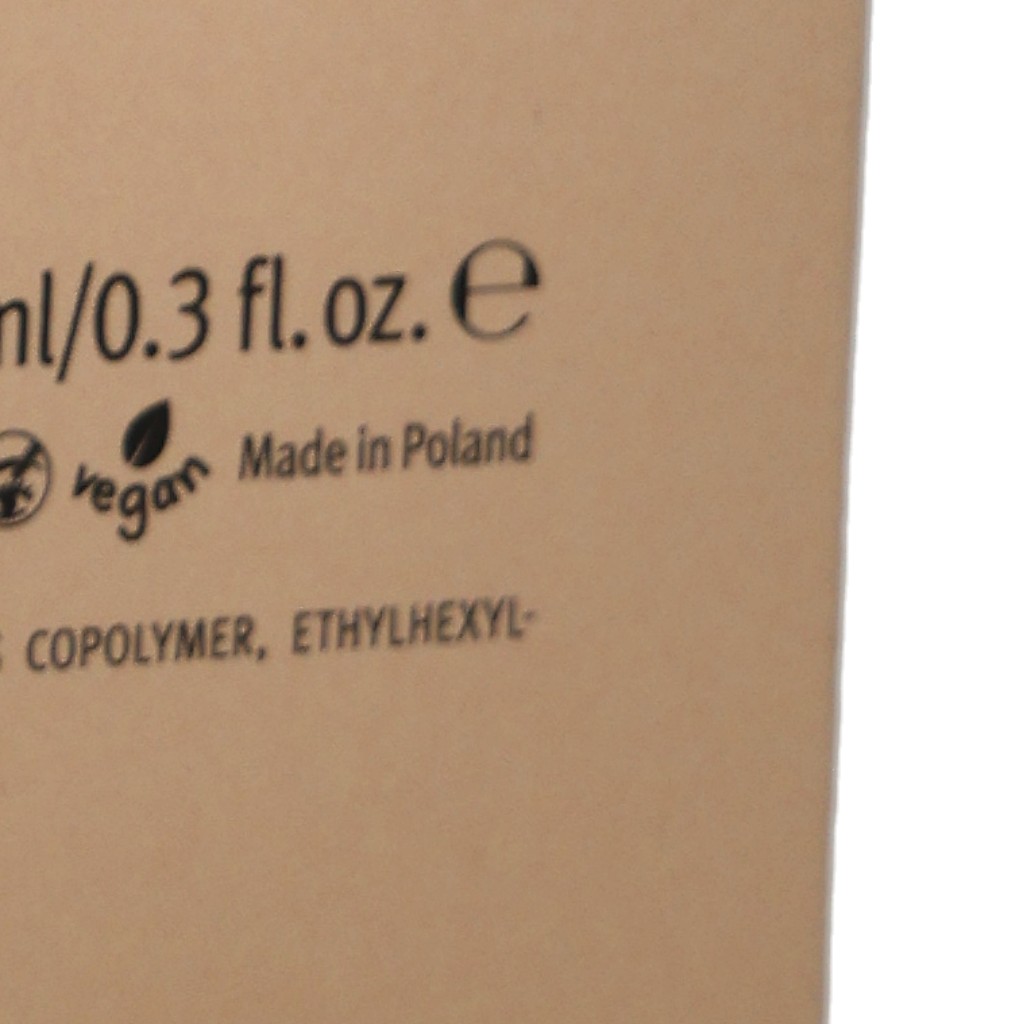 ml/0.3 fl. oz. ℮
vegan Made in Poland
COPOLYMER, ETHYLHEXYL-